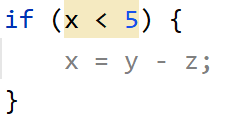 if (x < 5) {
    x = y - z;
}